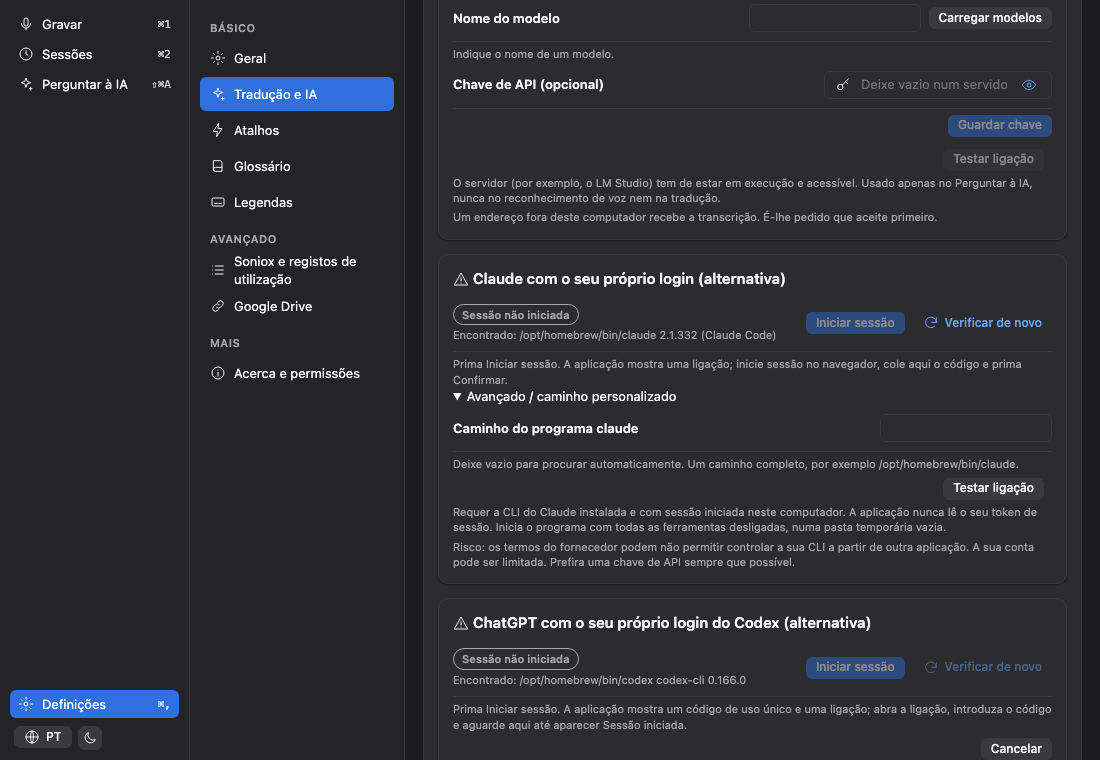 Gravar ⌘1
Sessões ⌘2
Perguntar à IA ⇧⌘A
Definições ⌘,
PT
BÁSICO
Geral
Tradução e IA
Atalhos
Glossário
Legendas
AVANÇADO
Soniox e registos de
utilização
Google Drive
MAIS
Acerca e permissões
Nome do modelo
Carregar modelos
Indique o nome de um modelo.
Chave de API (opcional)
Deixe vazio num servido
Guardar chave
Testar ligação
O servidor (por exemplo, o LM Studio) tem de estar em execução e acessível. Usado apenas no Perguntar à IA,
nunca no reconhecimento de voz nem na tradução.
Um endereço fora deste computador recebe a transcrição. É-lhe pedido que aceite primeiro.
Claude com o seu próprio login (alternativa)
Sessão não iniciada
Encontrado: /opt/homebrew/bin/claude 2.1.332 (Claude Code)
Iniciar sessão
Verificar de novo
Prima Iniciar sessão. A aplicação mostra uma ligação; inicie sessão no navegador, cole aqui o código e prima
Confirmar.
▼ Avançado / caminho personalizado
Caminho do programa claude
Deixe vazio para procurar automaticamente. Um caminho completo, por exemplo /opt/homebrew/bin/claude.
Testar ligação
Requer a CLI do Claude instalada e com sessão iniciada neste computador. A aplicação nunca lê o seu token de
sessão. Inicia o programa com todas as ferramentas desligadas, numa pasta temporária vazia.
Risco: os termos do fornecedor podem não permitir controlar a sua CLI a partir de outra aplicação. A sua conta
pode ser limitada. Prefira uma chave de API sempre que possível.
ChatGPT com o seu próprio login do Codex (alternativa)
Sessão não iniciada
Encontrado: /opt/homebrew/bin/codex codex-cli 0.166.0
Iniciar sessão
Verificar de novo
Prima Iniciar sessão. A aplicação mostra um código de uso único e uma ligação; abra a ligação, introduza o código
e aguarde aqui até aparecer Sessão iniciada.
Cancelar